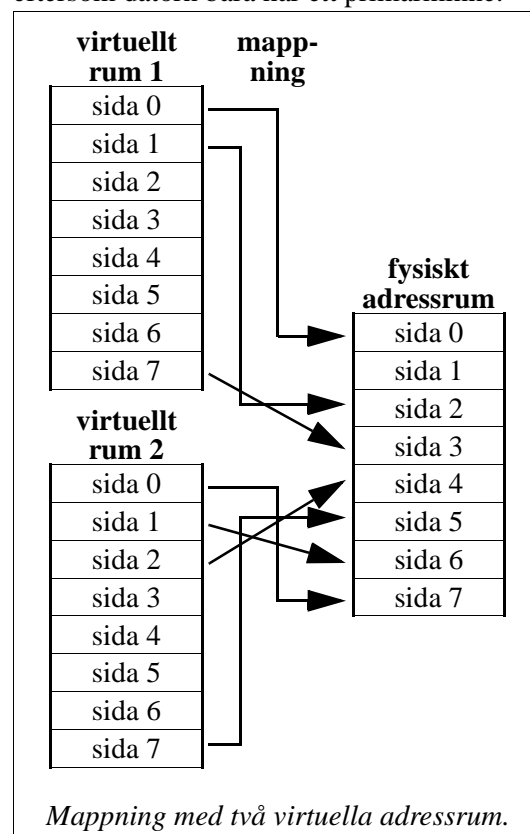 virtuellt
rum 1
mapp-
ning
sida 0
sida 1
sida 2
sida 3
sida 4
sida 5
sida 6
sida 7
fysiskt
adressrum
sida 0
sida 1
sida 2
sida 3
sida 4
sida 5
sida 6
sida 7
virtuellt
rum 2
sida 0
sida 1
sida 2
sida 3
sida 4
sida 5
sida 6
sida 7
Mappning med två virtuella adressrum.